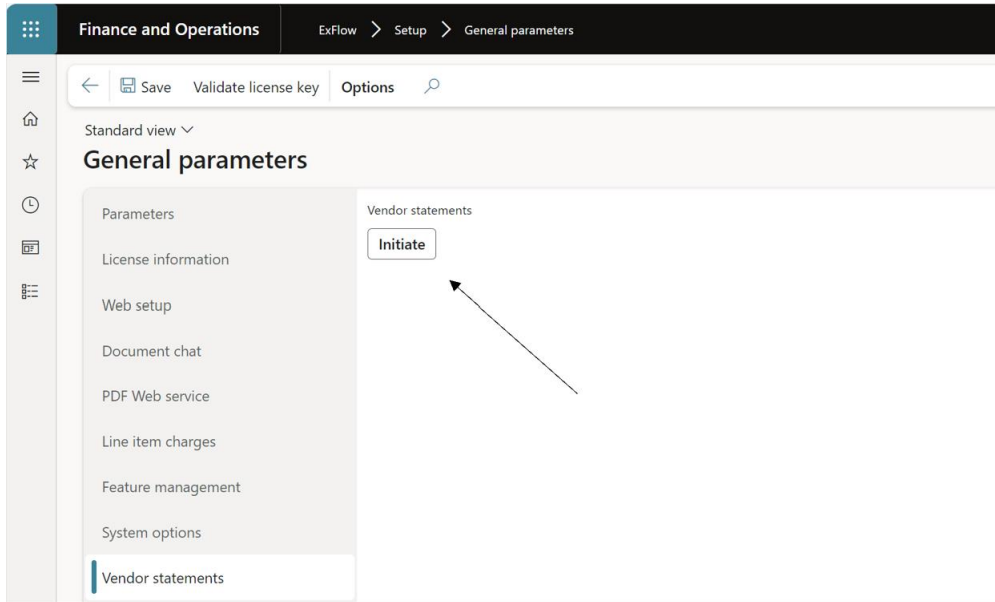 Finance and Operations
ExFlow > Setup > General parameters
Save Validate license key Options
Standard view
General parameters
Parameters
License information
Web setup
Document chat
PDF Web service
Line item charges
Feature management
System options
Vendor statements
Vendor statements
Initiate